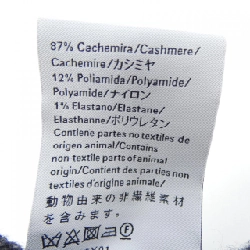 87% Cachemira/Cashmere/
Cachemira/カシミヤ
12% Poliamida/Polyamide/
Polyamide/ナイロン
1% Elastano/Elastane/
Elasthanne/ポリウレタン
Contiene partes no textiles de
origen animal/Contains
non textile parts of animal
origin/Contient des parties non
textiles d'origine animale/
動物由来の非繊維素材
を含みます。